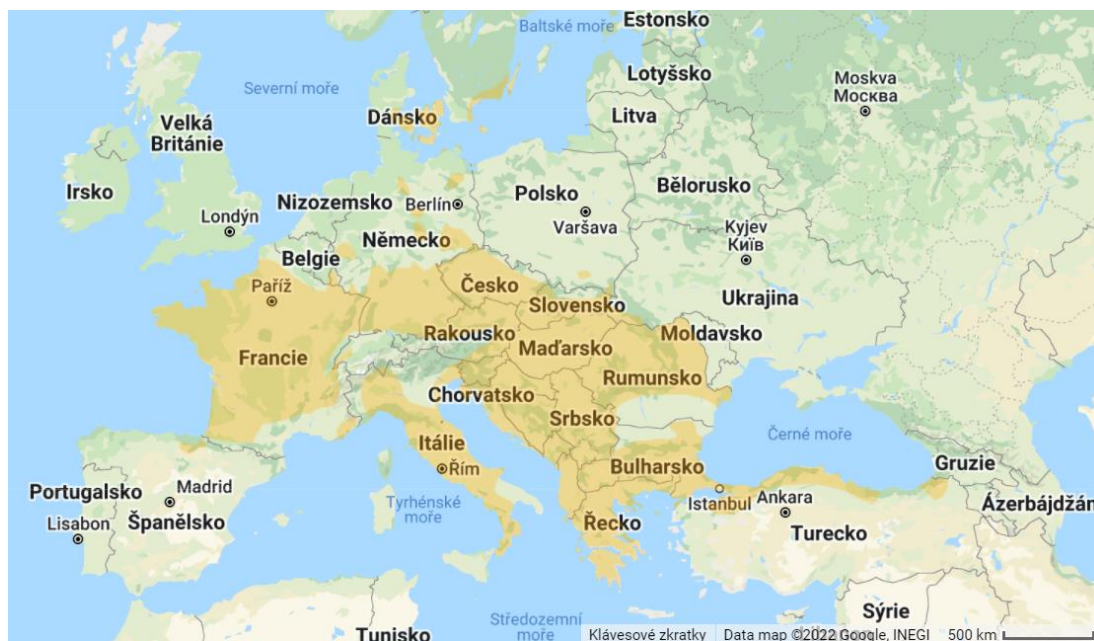 Estonsko
Baltské moře
Lotyšsko
Moskva
Москва
Severní moře
Dánsko
Litva
Velká
Británie
Irsko
Nizozemsko
Berlín
Polsko
Bělorusko
Londýn
Varšava
Německo
Kyjev
Київ
Belgie
Paříž
Česko
Ukrajina
Slovensko
Rakousko
Moldavsko
Maďarsko
Francie
Rumunsko
Chorvatsko
Srbsko
Itálie
Černé moře
Řím
Bulharsko
Gruzie
Portugalsko
Madrid
Tyrhénské
moře
Istanbul
Ankara
Ázerbájdžán
Lisabon
Španělsko
Řecko
Turecko
Středozemní
moře
Sýrie
Tunisko
Klávesové zkratky
Data map ©2022 Google, INEGI
500 km